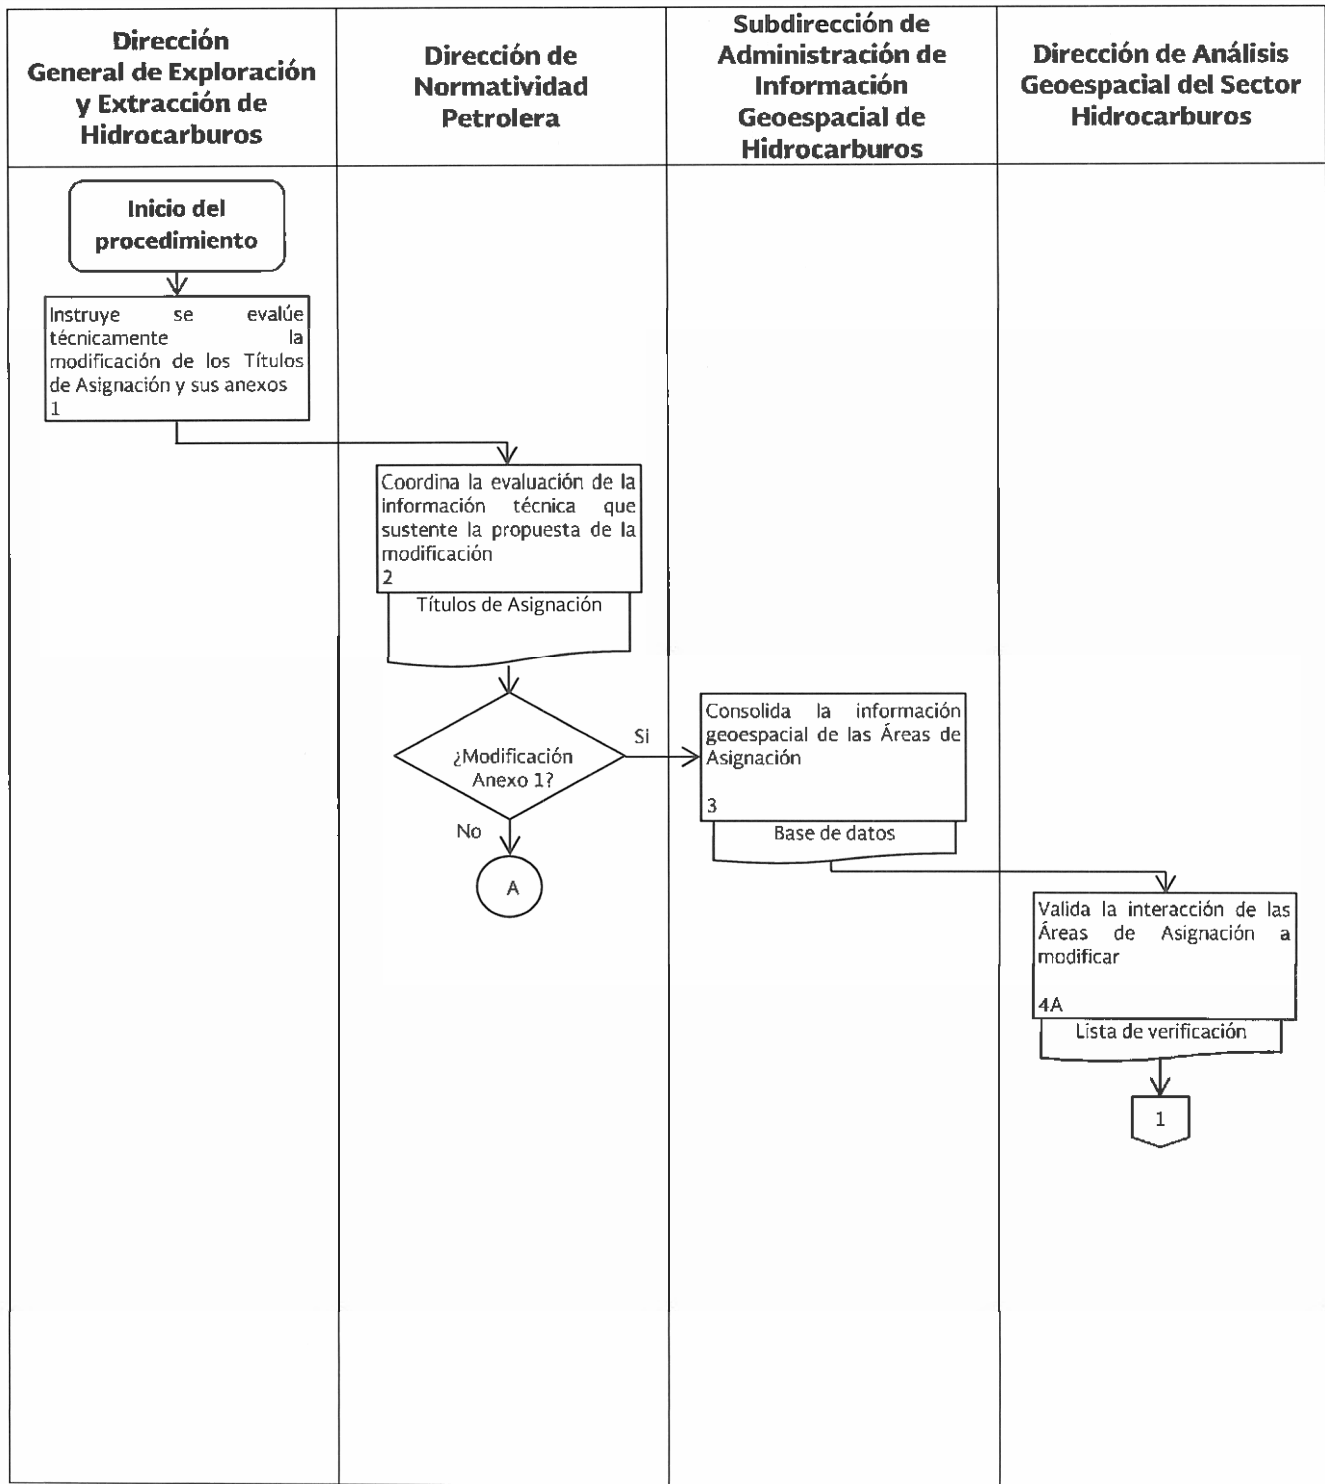 Dirección
General de Exploración
y Extracción de
Hidrocarburos
Dirección de
Normatividad
Petrolera
Subdirección de
Administración de
Información
Geoespacial de
Hidrocarburos
Dirección de Análisis
Geoespacial del Sector
Hidrocarburos
Inicio del
procedimiento
Instruye se evalúe
técnicamente la
modificación de los Títulos
de Asignación y sus anexos
1
Coordina la evaluación de la
información técnica que
sustente la propuesta de la
modificación
2
Títulos de Asignación
¿Modificación
Anexo 1?
Si
No
A
Consolida la información
geoespacial de las Áreas de
Asignación
3
Base de datos
Valida la interacción de las
Áreas de Asignación a
modificar
4A
Lista de verificación
1